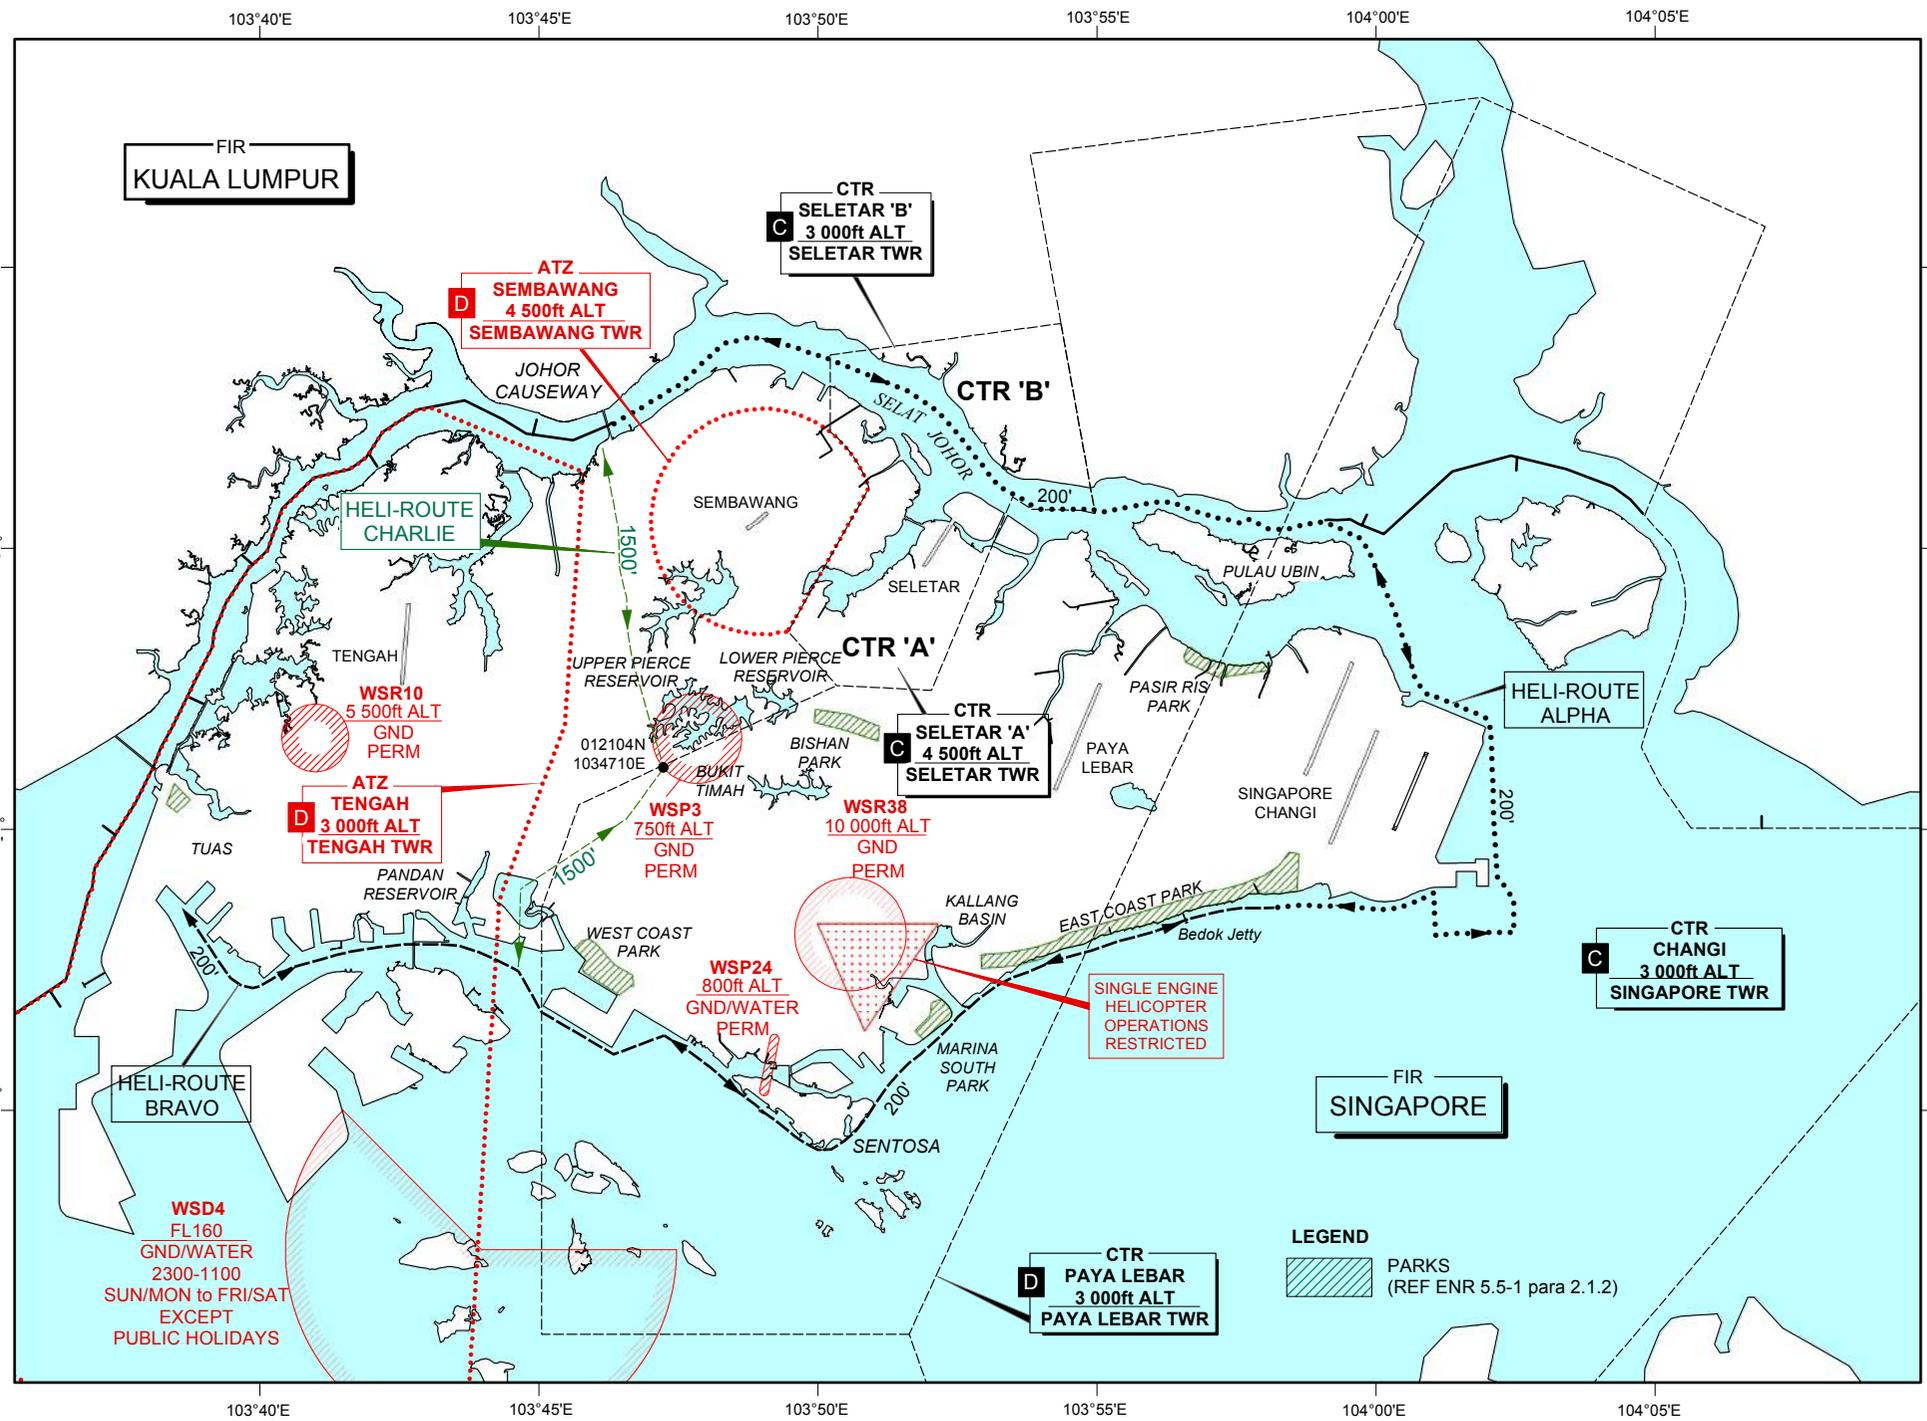 103°40'E
103°45'E
103°50'E
103°55'E
104°00'E
104°05'E
FIR
KUALA LUMPUR
CTR
SELETAR 'B'
C
3 000ft ALT
SELETAR TWR
ATZ
SEMBAWANG
D
4 500ft ALT
SEMBAWANG TWR
JOHOR
CAUSEWAY
CTR 'B'
SELAT JOHOR
200'
HELI-ROUTE
CHARLIE
1500'
SEMBAWANG
SELETAR
PULAU UBIN
TENGAH
CTR 'A'
UPPER PIERCE
RESERVOIR
LOWER PIERCE
RESERVOIR
PASIR RIS
PARK
HELI-ROUTE
ALPHA
WSR10
5 500ft ALT
GND
PERM
012104N
1034710E
BISHAN
PARK
CTR
SELETAR 'A'
C
4 500ft ALT
SELETAR TWR
PAYA
LEBAR
BUKIT
TIMAH
SINGAPORE
CHANGI
200'
ATZ
TENGAH
D
3 000ft ALT
TENGAH TWR
WSP3
750ft ALT
GND
PERM
WSR38
10 000ft ALT
GND
PERM
TUAS
1500'
PANDAN
RESERVOIR
KALLANG
BASIN
EAST COAST PARK
Bedok Jetty
WEST COAST
PARK
200'
WSP24
800ft ALT
GND/WATER
PERM
SINGLE ENGINE
HELICOPTER
OPERATIONS
RESTRICTED
CTR
CHANGI
C
3 000ft ALT
SINGAPORE TWR
MARINA
SOUTH
PARK
HELI-ROUTE
BRAVO
200'
SENTOSA
FIR
SINGAPORE
WSD4
FL160
GND/WATER
2300-1100
SUN/MON to FRI/SAT
EXCEPT
PUBLIC HOLIDAYS
CTR
PAYA LEBAR
D
3 000ft ALT
PAYA LEBAR TWR
LEGEND
PARKS
(REF ENR 5.5-1 para 2.1.2)
103°40'E
103°45'E
103°50'E
103°55'E
104°00'E
104°05'E